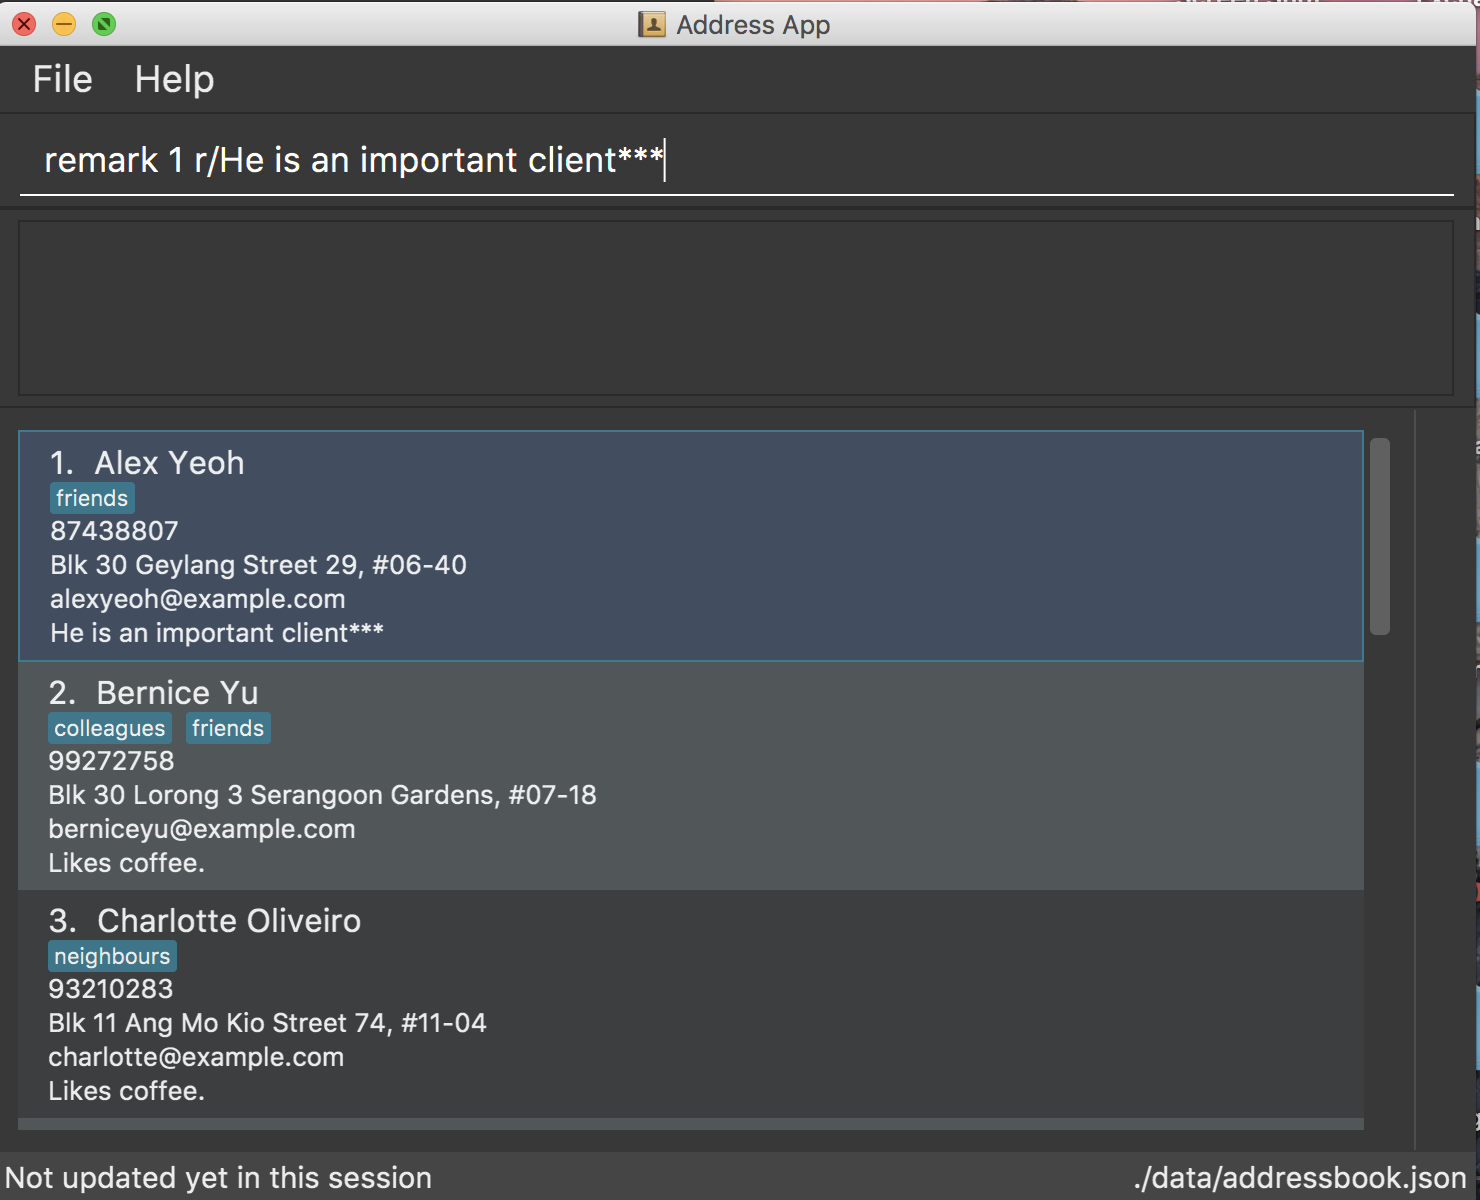 Address App
File Help
remark 1 r/He is an important client***
1. Alex Yeoh
friends
87438807
Blk 30 Geylang Street 29, #06-40
alexyeoh@example.com
He is an important client***
2. Bernice Yu
colleagues friends
99272758
Blk 30 Lorong 3 Serangoon Gardens, #07-18
berniceyu@example.com
Likes coffee.
3. Charlotte Oliveiro
neighbours
93210283
Blk 11 Ang Mo Kio Street 74, #11-04
charlotte@example.com
Likes coffee.
Not updated yet in this session ./data/addressbook.json